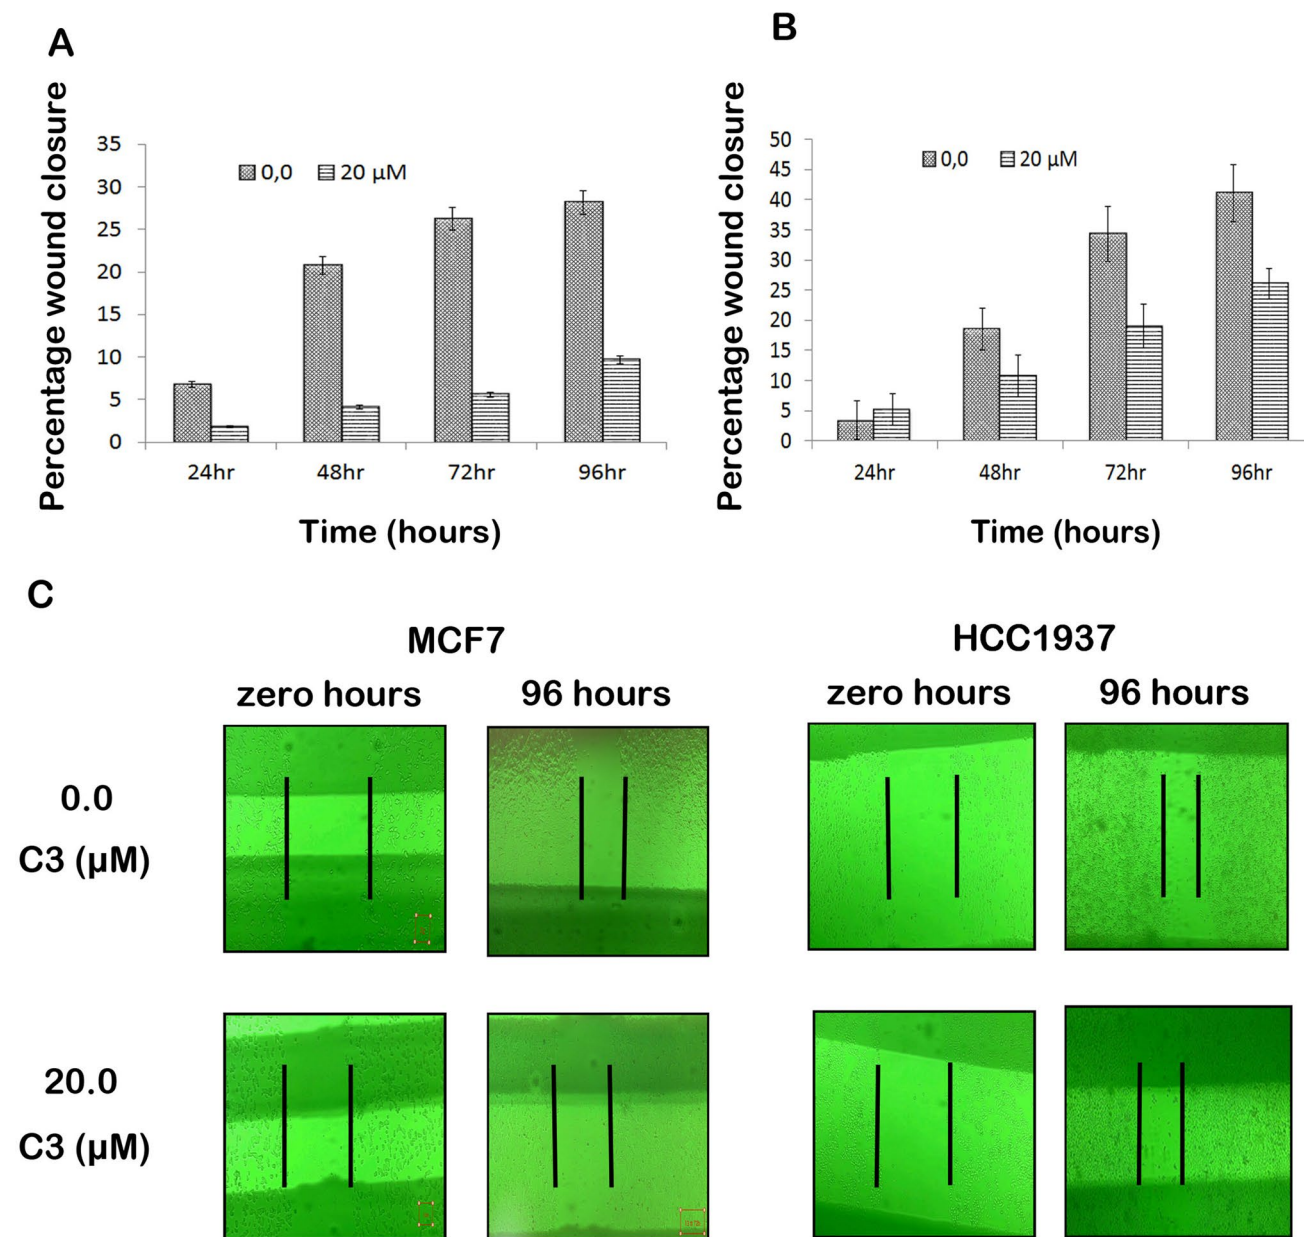 A
Percentage wound closure
35
30
25
20
15
10
5
0
0,0
20 µM
24hr
48hr
72hr
96hr
Time (hours)
B
Percentage wound closure
50
45
40
35
30
25
20
15
10
5
0
0,0
20 µM
24hr
48hr
72hr
96hr
Time (hours)
C
MCF7
HCC1937
zero hours
96 hours
zero hours
96 hours
0.0
C3 (µM)
20.0
C3 (µM)